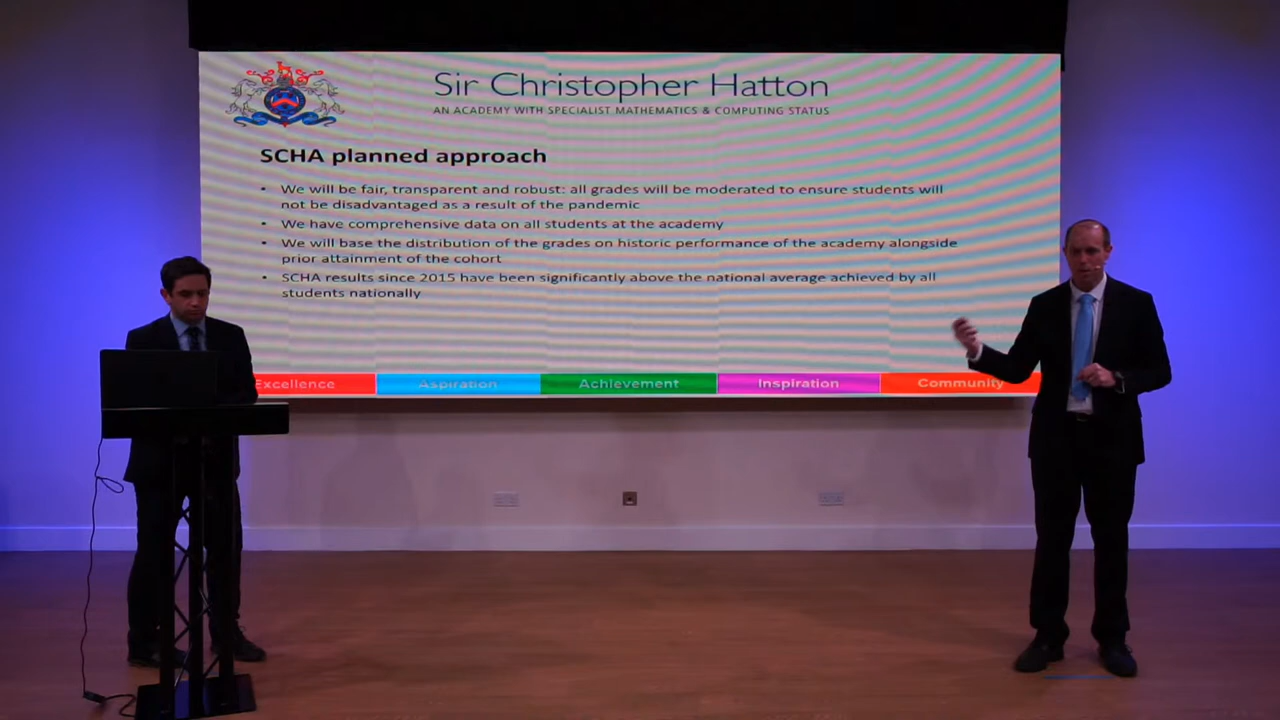 Sir Christopher Hatton
AN ACADEMY WITH SPECIALIST MATHEMATICS & COMPUTING STATUS
SCHA planned approach
• We will be fair, transparent and robust: all grades will be moderated to ensure students will
not be disadvantaged as a result of the pandemic
• We have comprehensive data on all students at the academy
• We will base the distribution of the grades on historic performance of the academy alongside
prior attainment of the cohort
• SCHA results since 2015 have been significantly above the national average achieved by all
students nationally
Excellence Aspiration Achievement Inspiration Community